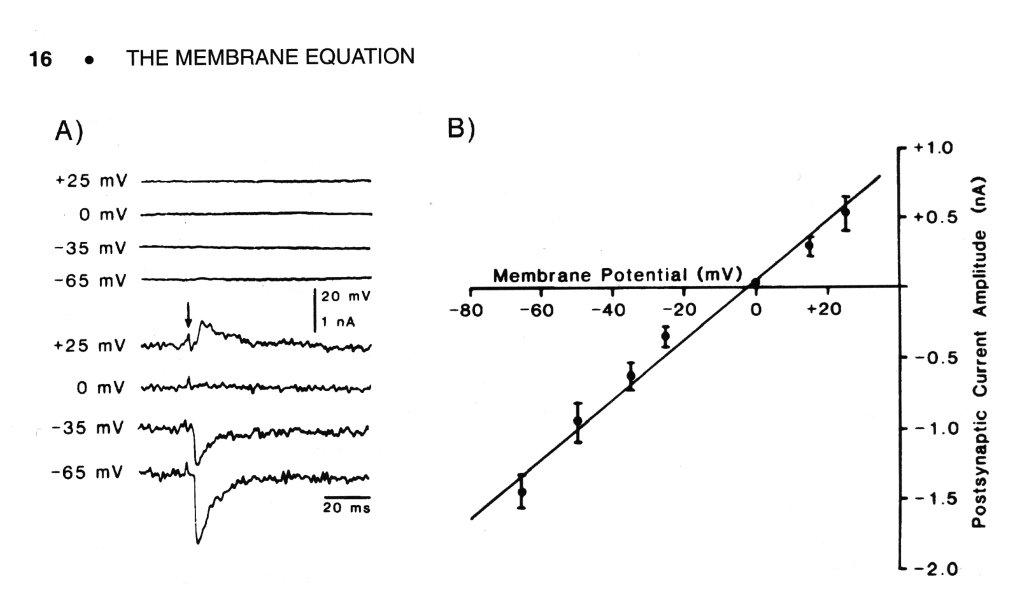 16 • THE MEMBRANE EQUATION
A)
+25 mV
0 mV
−35 mV
−65 mV
20 mV
1 nA
+25 mV
0 mV
−35 mV
−65 mV
20 ms
B)
+1.0
+0.5
Membrane Potential (mV)
−80 −60 −40 −20 0 +20
−0.5
−1.0
−1.5
−2.0
Postsynaptic Current Amplitude (nA)